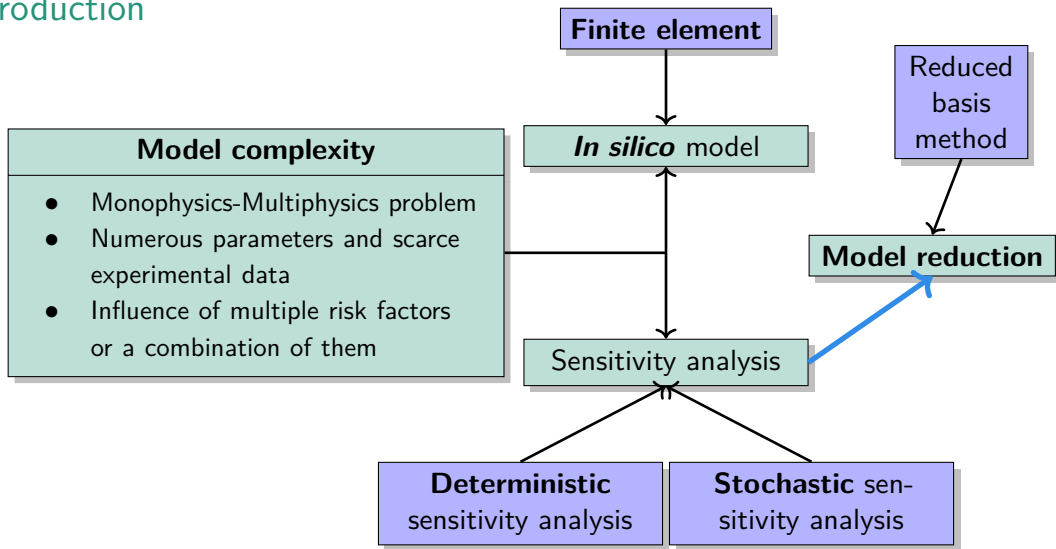 roduction
Finite element
Reduced
basis
method
Model complexity
• Monophysics-Multiphysics problem
• Numerous parameters and scarce
experimental data
• Influence of multiple risk factors
or a combination of them
In silico model
Model reduction
Sensitivity analysis
Deterministic
sensitivity analysis
Stochastic sen-
sitivity analysis